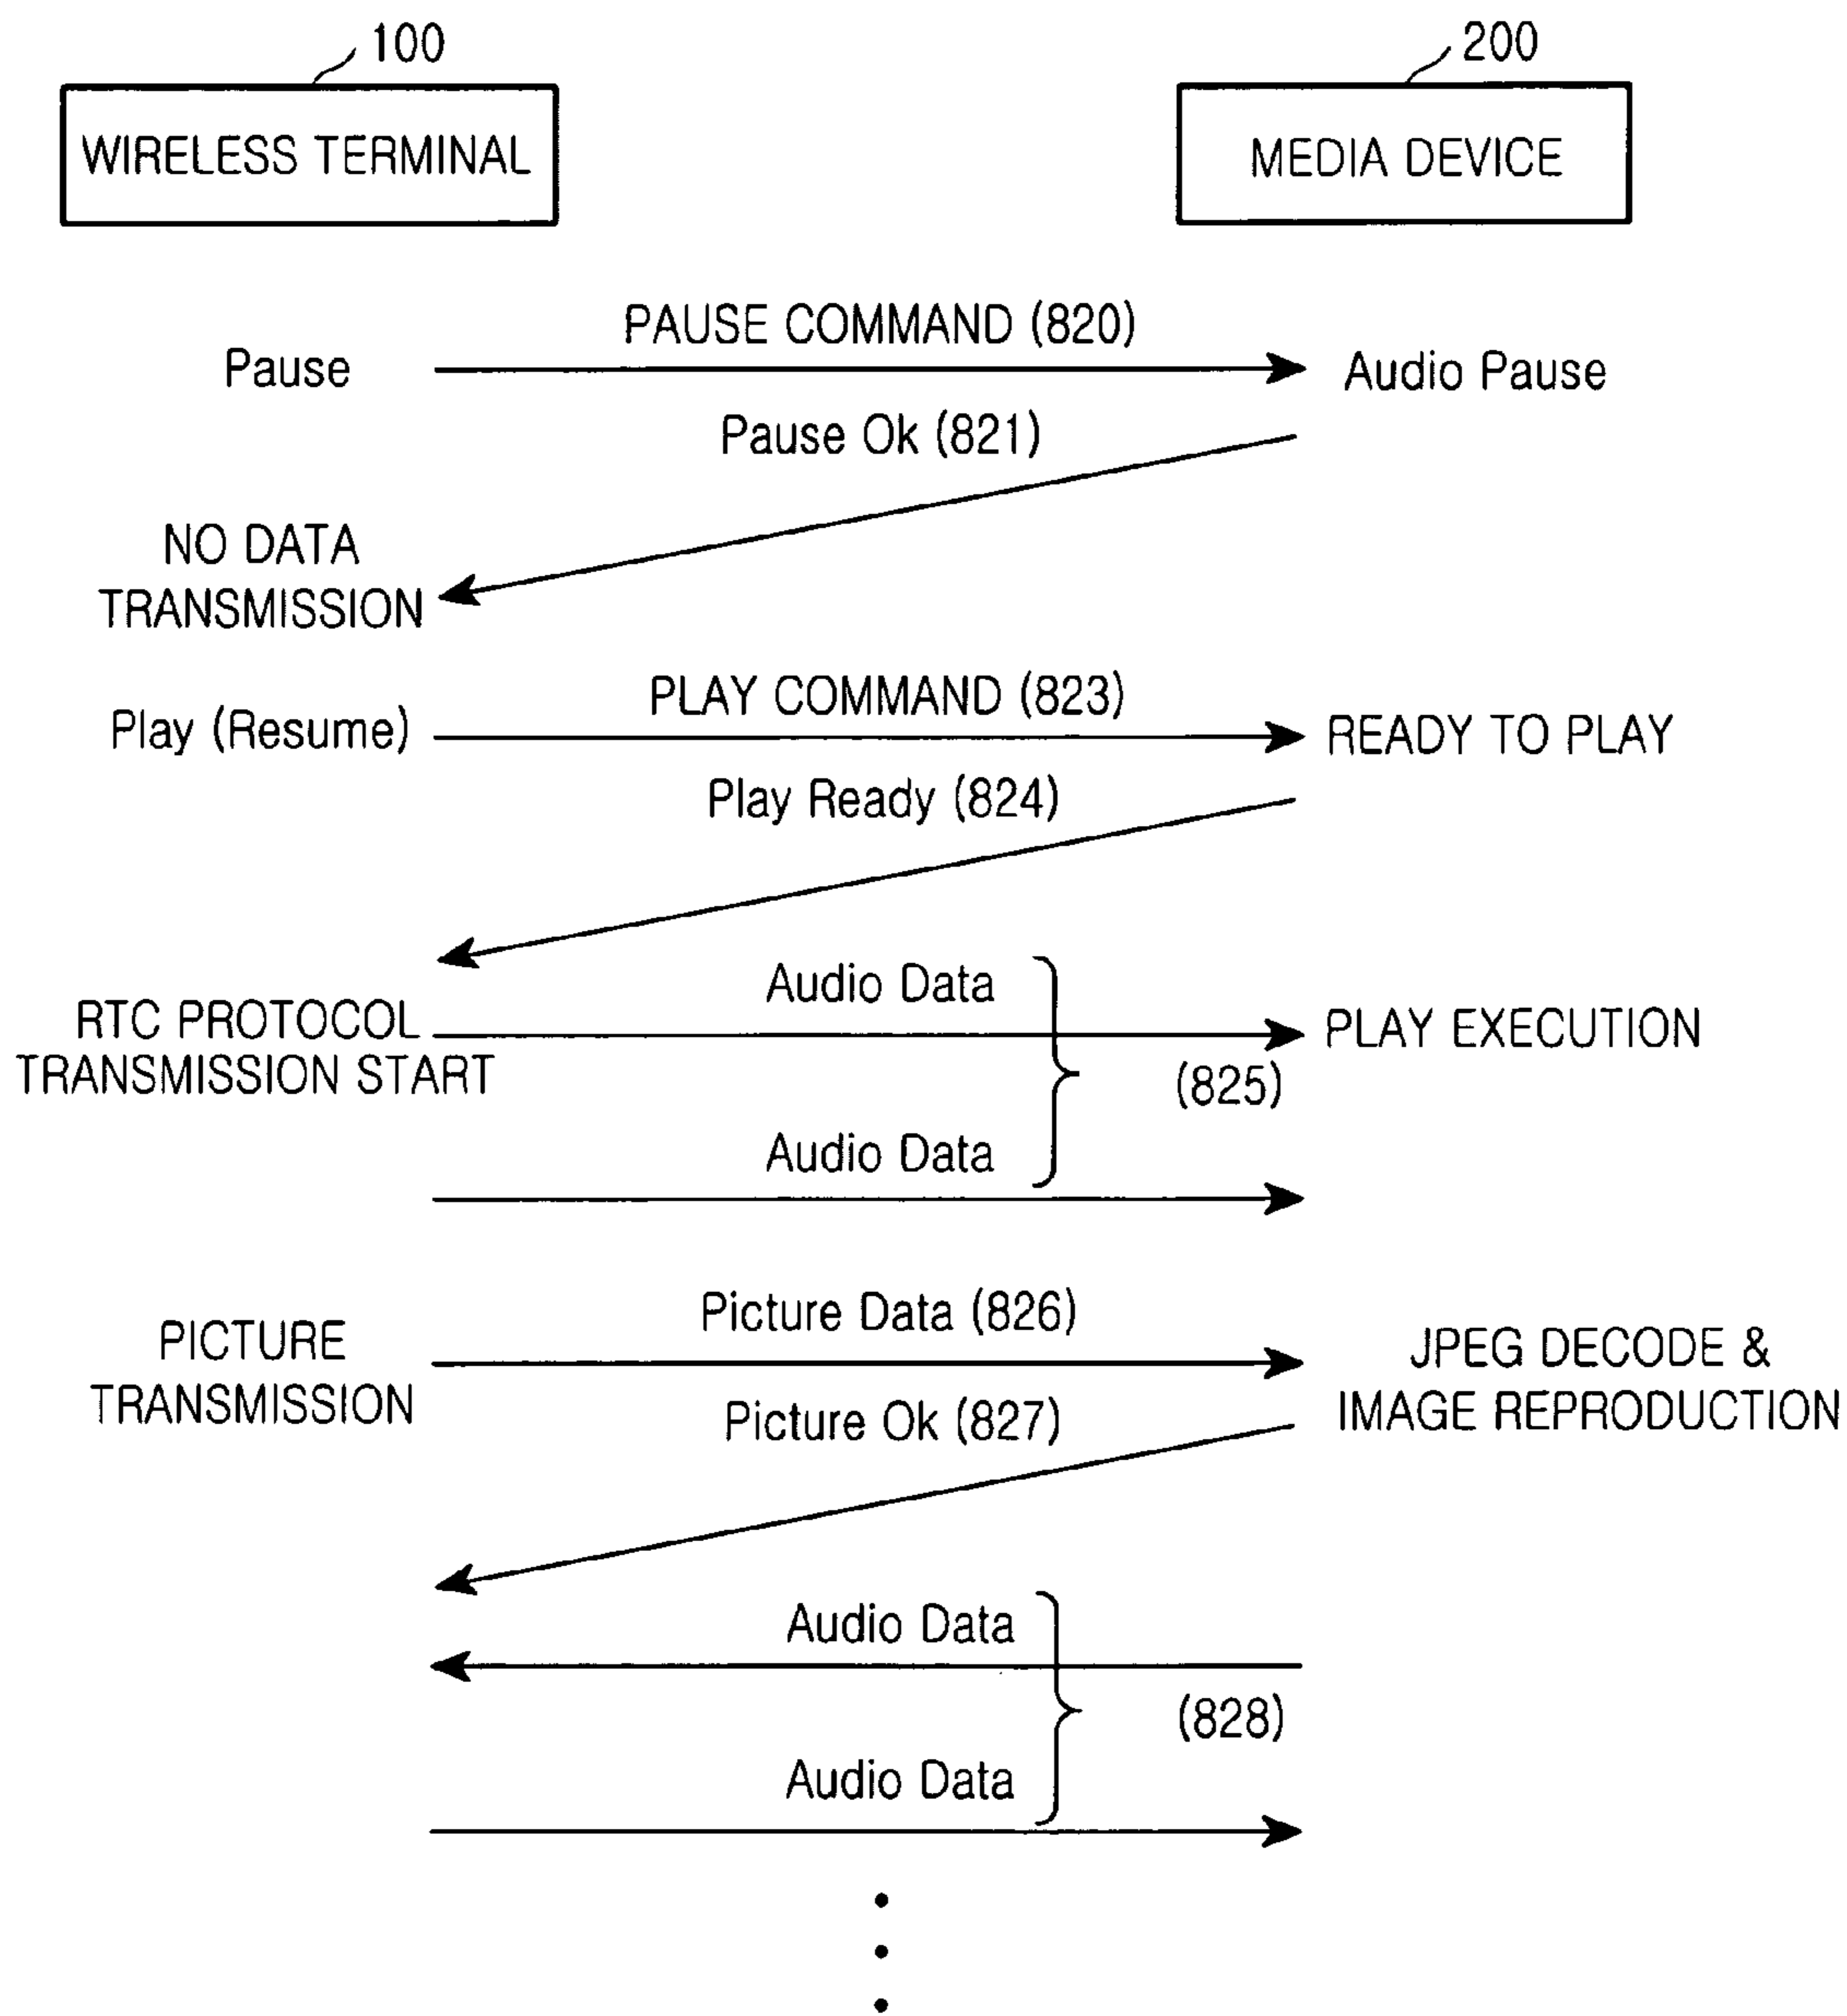 100
200
WIRELESS TERMINAL
MEDIA DEVICE
PAUSE COMMAND (820)
Pause
Audio Pause
Pause Ok (821)
NO DATA
TRANSMISSION
PLAY COMMAND (823)
Play (Resume)
READY TO PLAY
Play Ready (824)
Audio Data
RTC PROTOCOL
TRANSMISSION START
PLAY EXECUTION
(825)
Audio Data
Picture Data (826)
PICTURE
TRANSMISSION
JPEG DECODE &
IMAGE REPRODUCTION
Picture Ok (827)
Audio Data
(828)
Audio Data